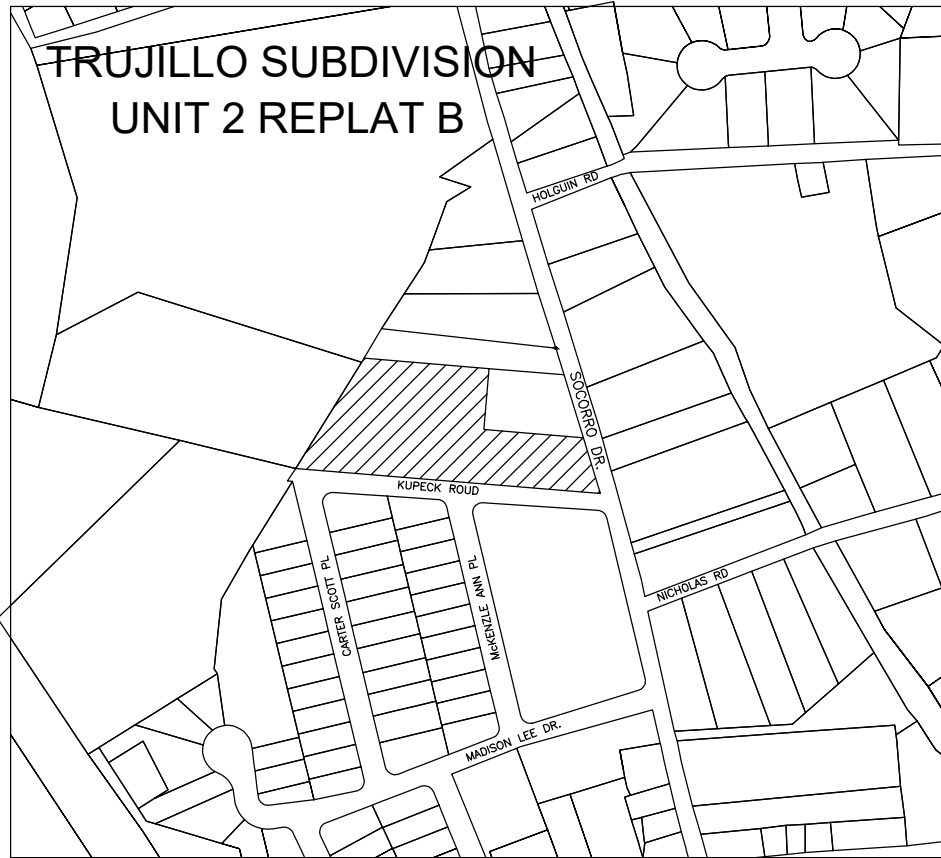 TRUJILLO SUBDIVISION
UNIT 2 REPLAT B
HOLGUIN RD
SOCORRO DR.
KUPECK ROUD
NICHOLAS RD
CARTER SCOTT PL
McKENZLE ANN PL
MADISON LEE DR.